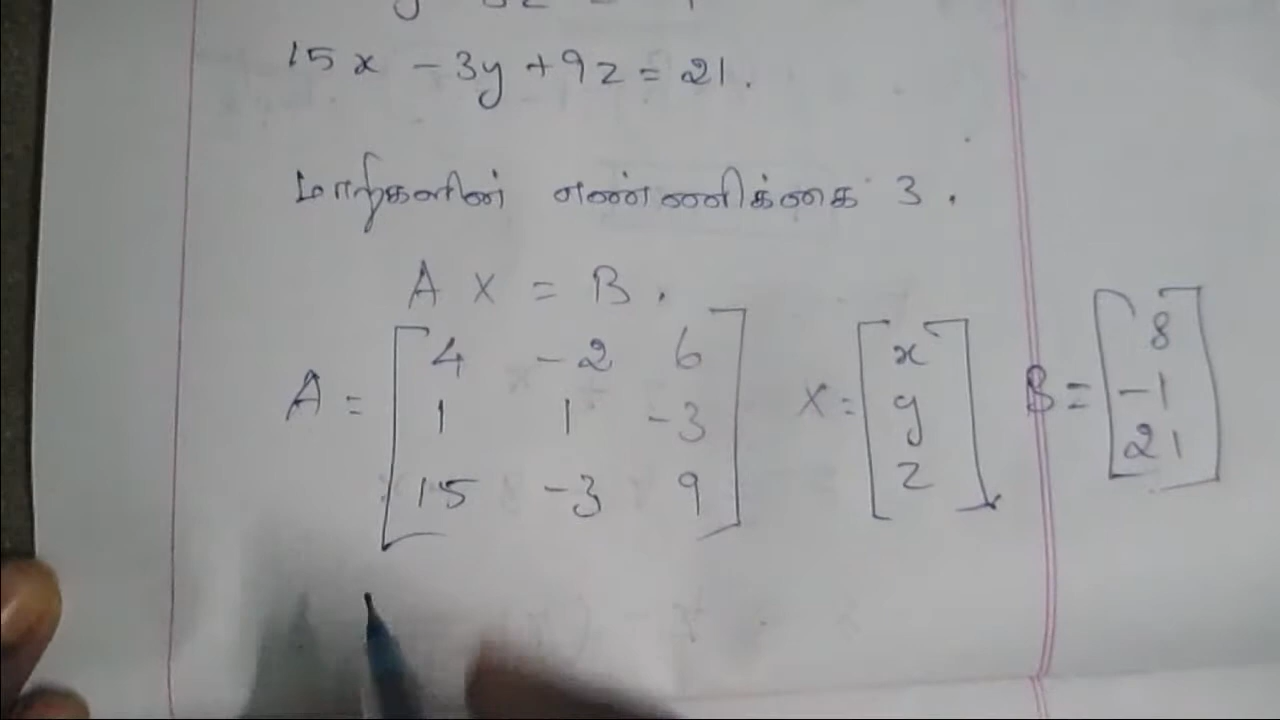 15x - 3y + 9z = 21.
மாறிகளின் எண்ணிக்கை 3.
A X = B.
A = [4 -2 6 X = [x B = [8
1 1 -3 y -1
15 -3 9] z] 21]